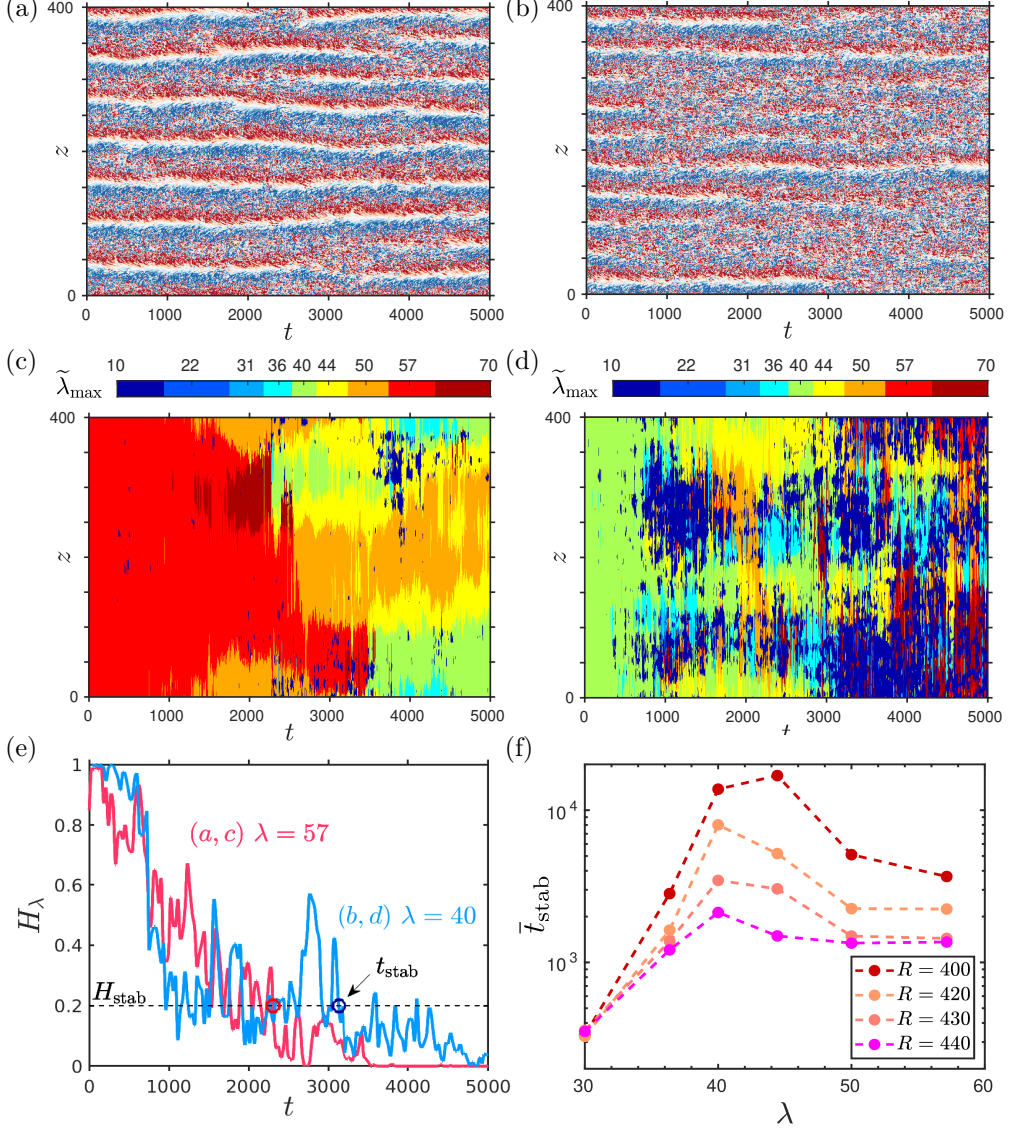 (a)
400
z
0
0 1000 2000 3000 4000 5000
t
(b)
400
z
0
0 1000 2000 3000 4000 5000
t
(c)
λ̃max
10 22 31 36 40 44 50 57 70
400
z
0
0 1000 2000 3000 4000 5000
t
(d)
λ̃max
10 22 31 36 40 44 50 57 70
400
z
0
0 1000 2000 3000 4000 5000
(e)
1
0.8
0.6
0.4
0.2
0
Hλ
(a, c) λ = 57
(b, d) λ = 40
tstab
Hstab
0 1000 2000 3000 4000 5000
t
(f)
10^4
10^3
t̄stab
R = 400
R = 420
R = 430
R = 440
30 40 50 60
λ